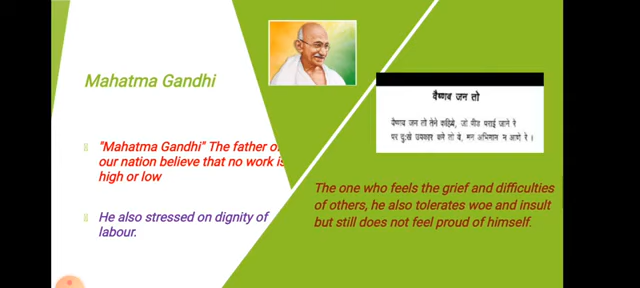 Mahatma Gandhi
"Mahatma Gandhi" The father o
our nation believe that no work is
high or low
He also stressed on dignity of
labour.
वैष्णब जन तो
वैष्णब जन तो तेने कहिये, जो पीड पराई जाने रे
पर दुःखे उपकार करे तो ये, मन अभिमान न आणे रे।
The one who feels the grief and difficulties
of others, he also tolerates woe and insult
but still does not feel proud of himself.